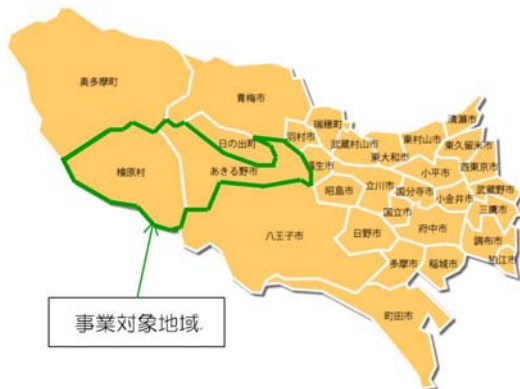 奥多摩町
青梅市
日の出町
羽村市
瑞穂町
武蔵村山市
東大和市
東村山市
清瀬市
東久留米市
西東京市
檜原村
あきる野市
福生市
昭島市
立川市
国分寺市
小平市
小金井市
武蔵野市
三鷹市
国立市
八王子市
日野市
府中市
調布市
狛江市
多摩市
稲城市
町田市
事業対象地域